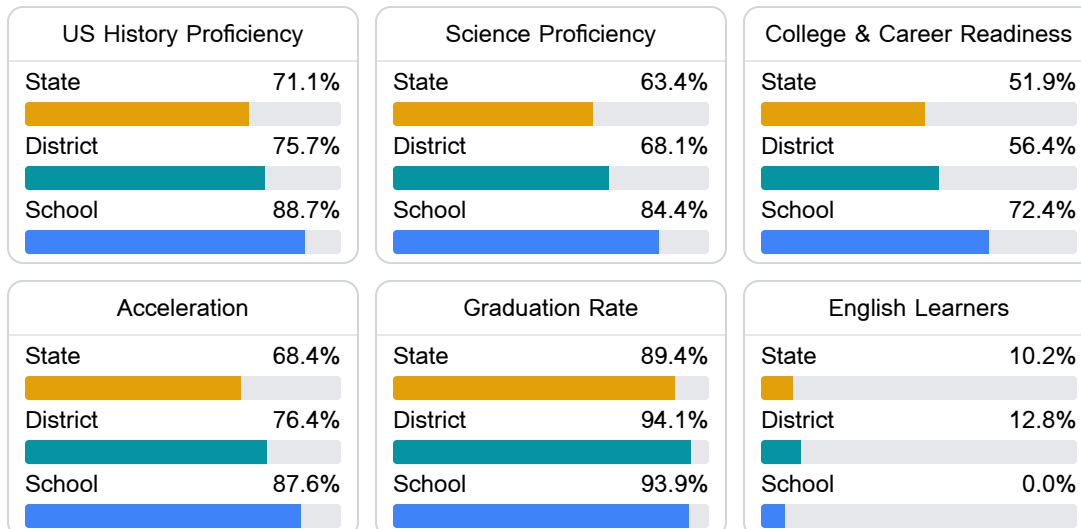 US History Proficiency
State 71.1%
District 75.7%
School 88.7%
Science Proficiency
State 63.4%
District 68.1%
School 84.4%
College & Career Readiness
State 51.9%
District 56.4%
School 72.4%
Acceleration
State 68.4%
District 76.4%
School 87.6%
Graduation Rate
State 89.4%
District 94.1%
School 93.9%
English Learners
State 10.2%
District 12.8%
School 0.0%